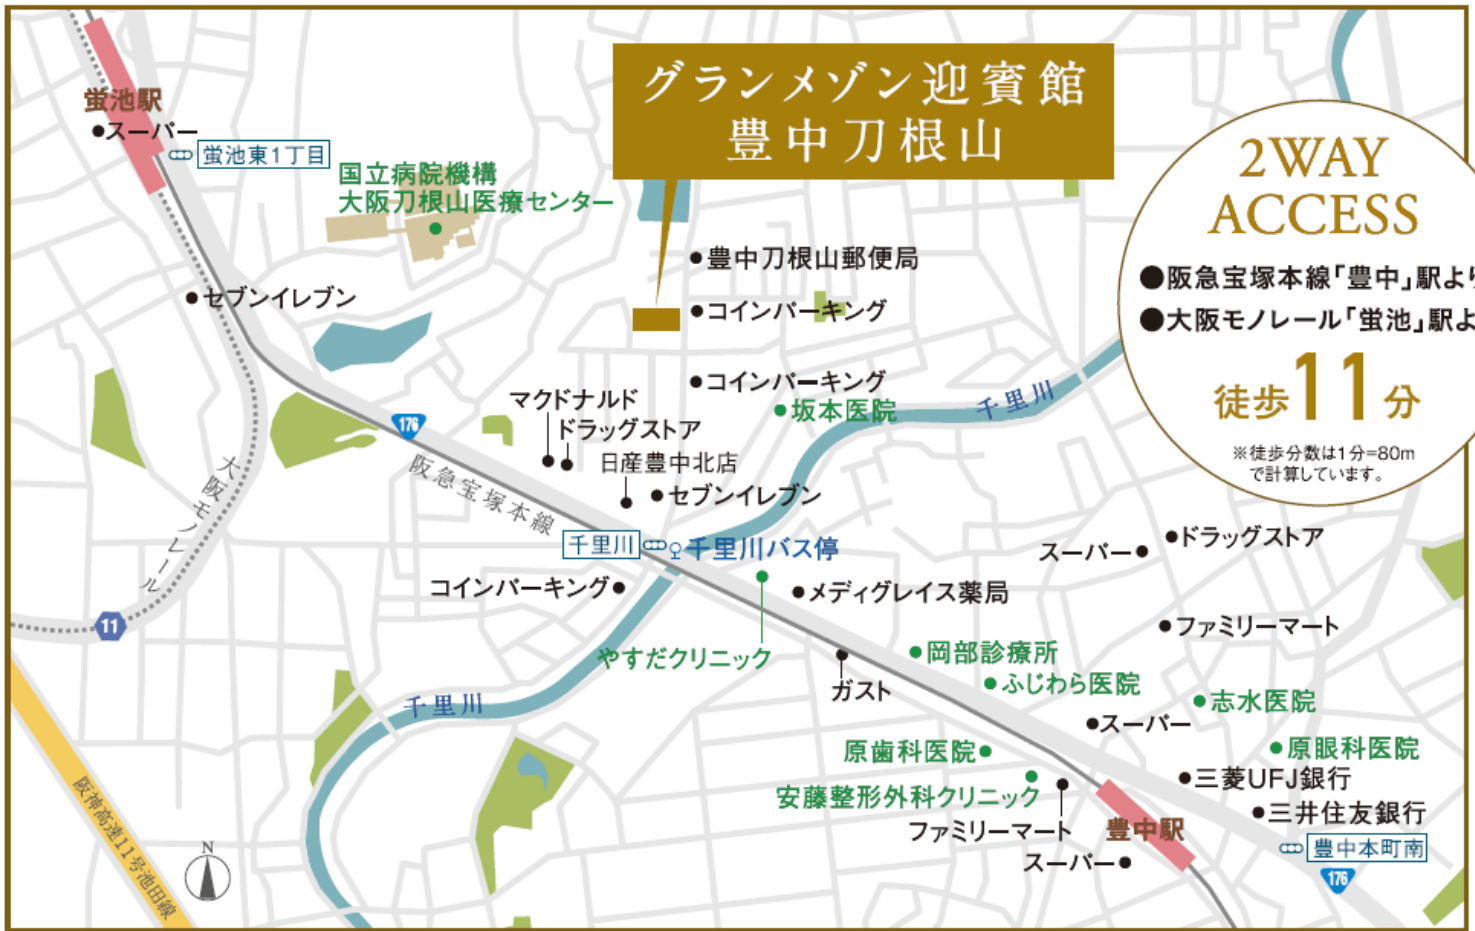 グランメゾン迎賓館
豊中刀根山
2WAY
ACCESS
●阪急宝塚本線「豊中」駅より
●大阪モノレール「蛍池」駅よ
徒歩11分
※徒歩分数は1分=80m
で計算しています。
蛍池駅
スーパー
蛍池東1丁目
国立病院機構
大阪刀根山医療センター
豊中刀根山郵便局
セブンイレブン
コインパーキング
コインパーキング
坂本医院
千里川
マクドナルド
ドラッグストア
176
日産豊中北店
セブンイレブン
阪急宝塚本線
大阪モノレール
千里川
千里川バス停
スーパー
ドラッグストア
コインパーキング
メディグレイス薬局
11
ファミリーマート
やすだクリニック
岡部診療所
ガスト
ふじわら医院
志水医院
千里川
スーパー
原歯科医院
原眼科医院
三菱UFJ銀行
安藤整形外科クリニック
三井住友銀行
ファミリーマート
豊中駅
豊中本町南
スーパー
176
阪神高速11号池田線
N